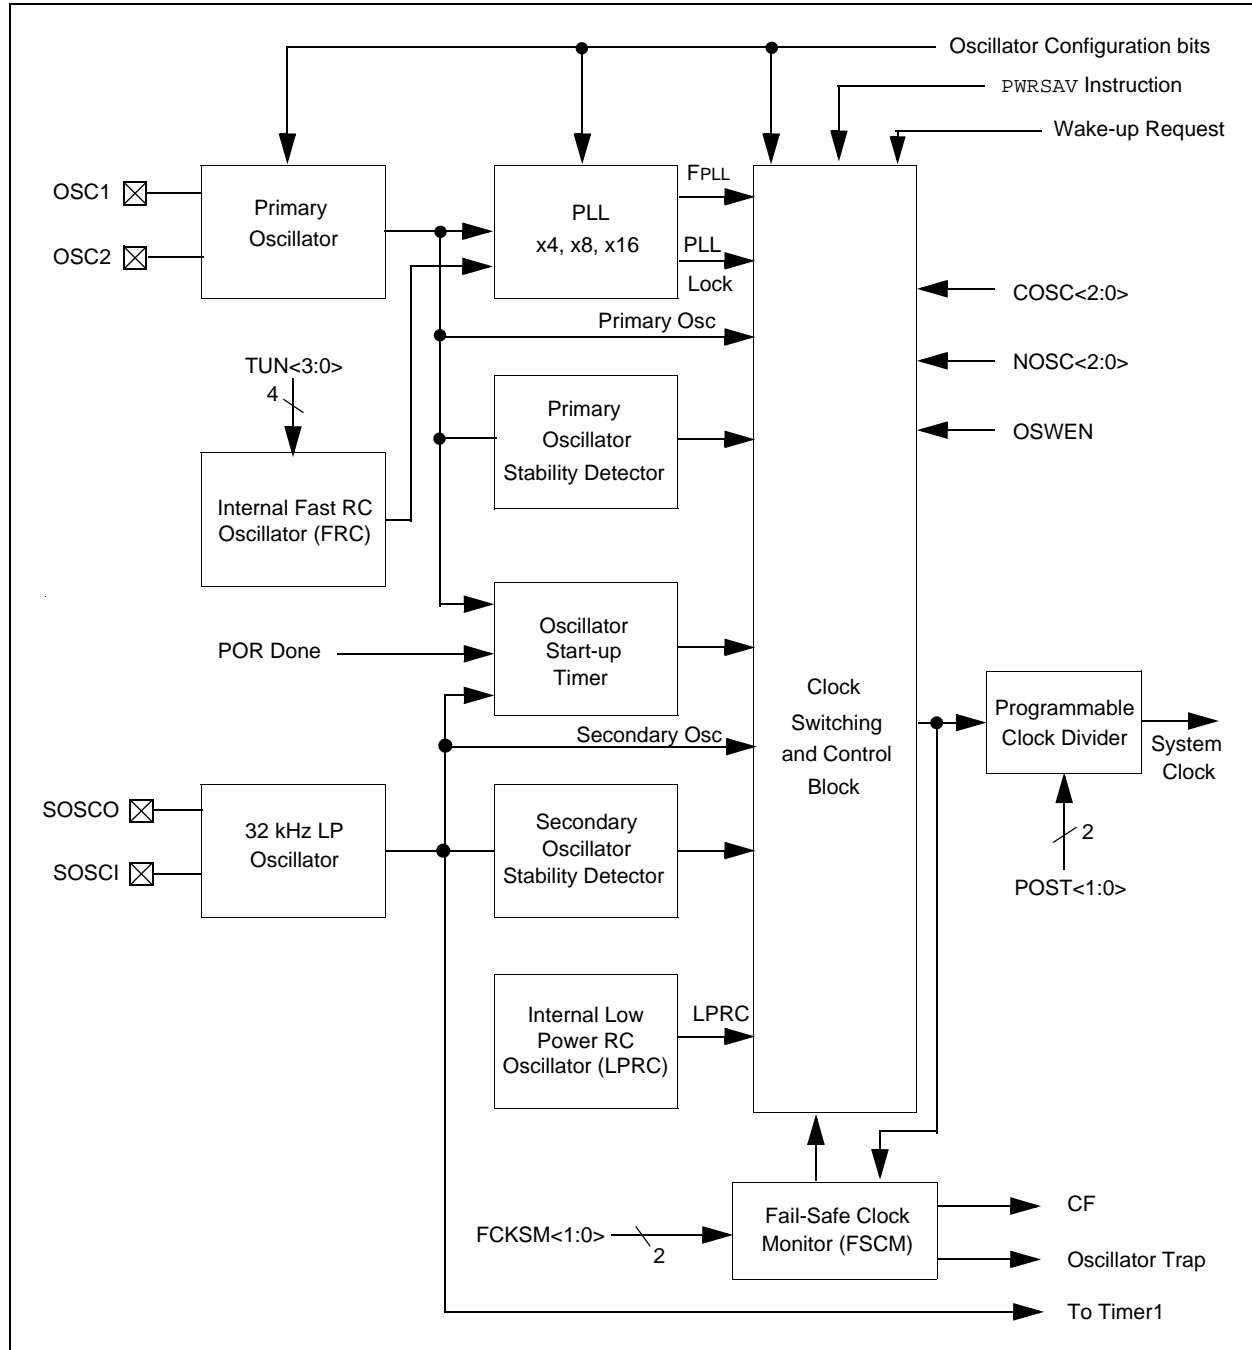 Oscillator Configuration bits
PWRSAV Instruction
Wake-up Request
OSC1
OSC2
Primary
Oscillator
PLL
x4, x8, x16
FPLL
PLL
Lock
Primary Osc
COSC<2:0>
NOSC<2:0>
OSWEN
TUN<3:0>
4
Internal Fast RC
Oscillator (FRC)
Primary
Oscillator
Stability Detector
POR Done
Oscillator
Start-up
Timer
Secondary Osc
Clock
Switching
and Control
Block
Programmable
Clock Divider
System
Clock
2
POST<1:0>
SOSCO
SOSCI
32 kHz LP
Oscillator
Secondary
Oscillator
Stability Detector
Internal Low
Power RC
Oscillator (LPRC)
LPRC
FCKSM<1:0>
2
Fail-Safe Clock
Monitor (FSCM)
CF
Oscillator Trap
To Timer1